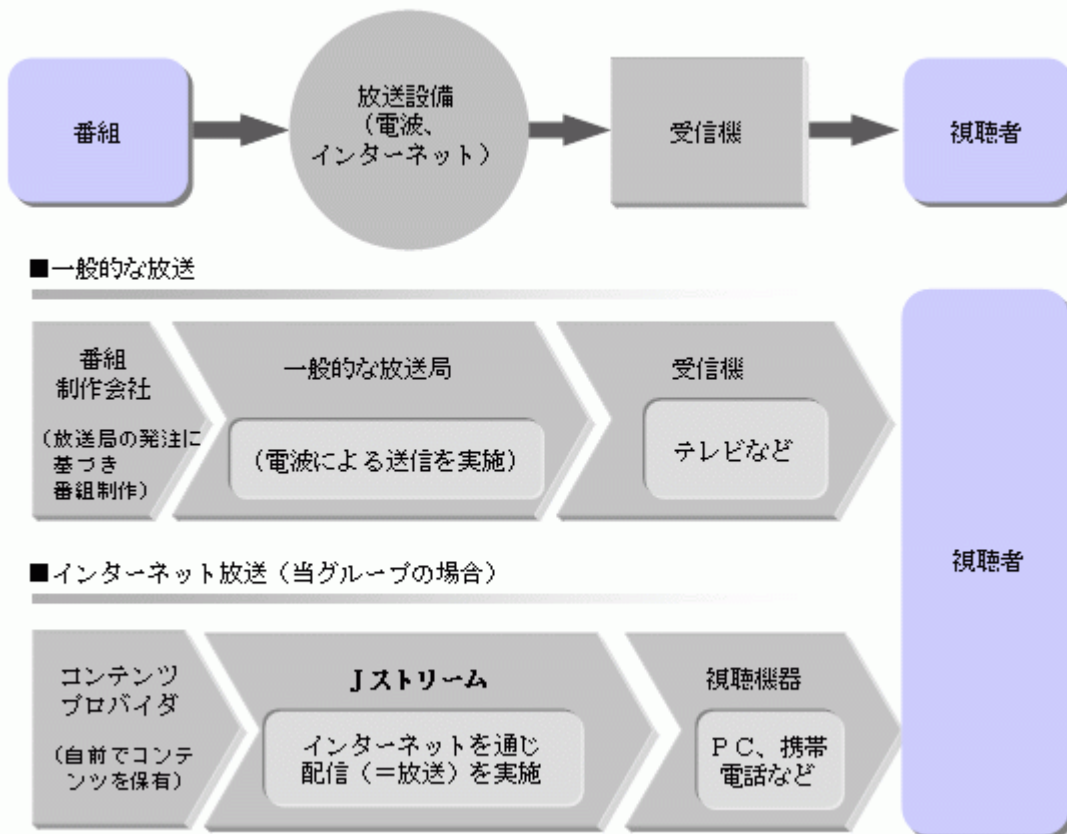 番組
放送設備
（電波、
インターネット）
受信機
視聴者
■一般的な放送
番組
制作会社
（放送局の発注に
基づき
番組制作）
一般的な放送局
（電波による送信を実施）
受信機
テレビなど
視聴者
■インターネット放送（当グループの場合）
コンテンツ
プロバイダ
（自前でコンテ
ンツを保有）
Ｊストリーム
インターネットを通じ
配信（＝放送）を実施
視聴機器
ＰＣ、携帯
電話など